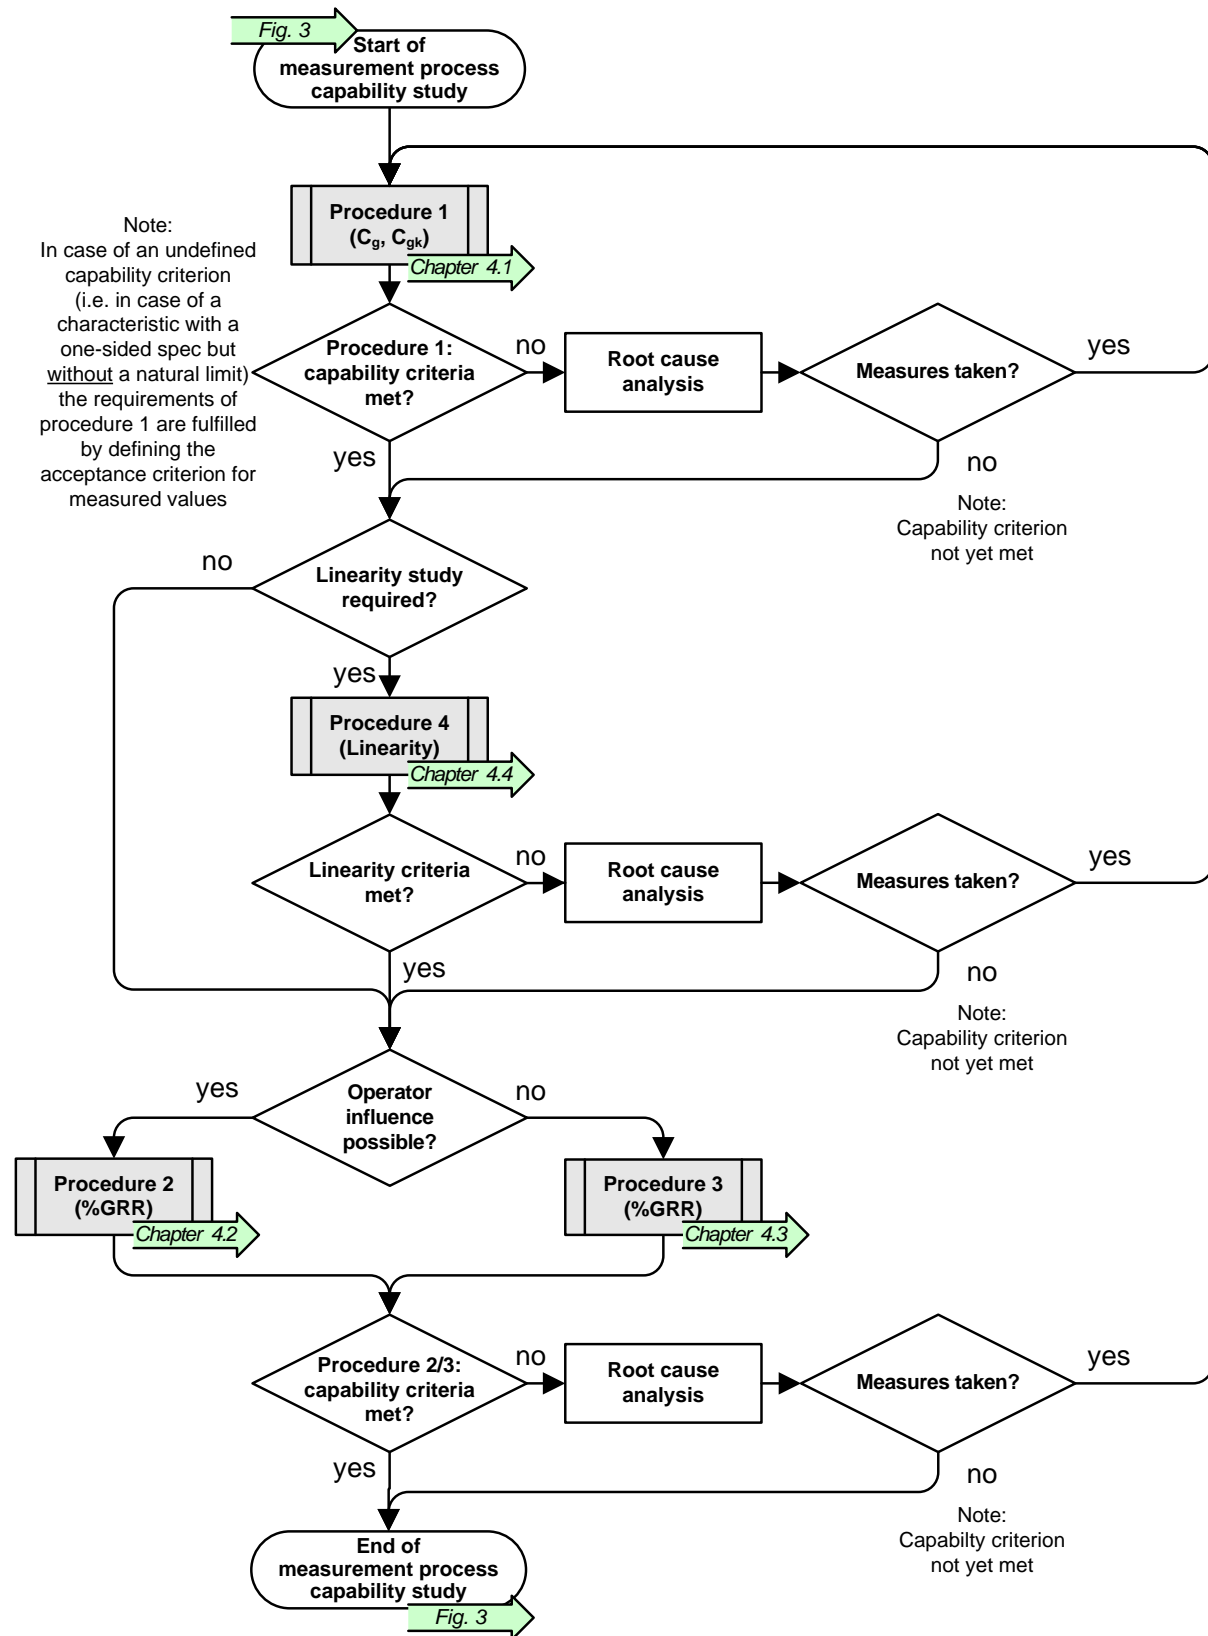 Fig. 3
Start of
measurement process
capability study
Note:
In case of an undefined
capability criterion
(i.e. in case of a
characteristic with a
one-sided spec but
without a natural limit)
the requirements of
procedure 1 are fulfilled
by defining the
acceptance criterion for
measured values
Procedure 1
(Cg, Cgk)
Chapter 4.1
Procedure 1:
capability criteria
met?
no
Root cause
analysis
Measures taken?
yes
yes
no
Note:
Capability criterion
not yet met
no
Linearity study
required?
yes
Procedure 4
(Linearity)
Chapter 4.4
Linearity criteria
met?
no
Root cause
analysis
Measures taken?
yes
yes
no
Note:
Capability criterion
not yet met
yes
Operator
influence
possible?
no
Procedure 2
(%GRR)
Chapter 4.2
Procedure 3
(%GRR)
Chapter 4.3
Procedure 2/3:
capability criteria
met?
no
Root cause
analysis
Measures taken?
yes
yes
no
Note:
Capabilty criterion
not yet met
End of
measurement process
capability study
Fig. 3